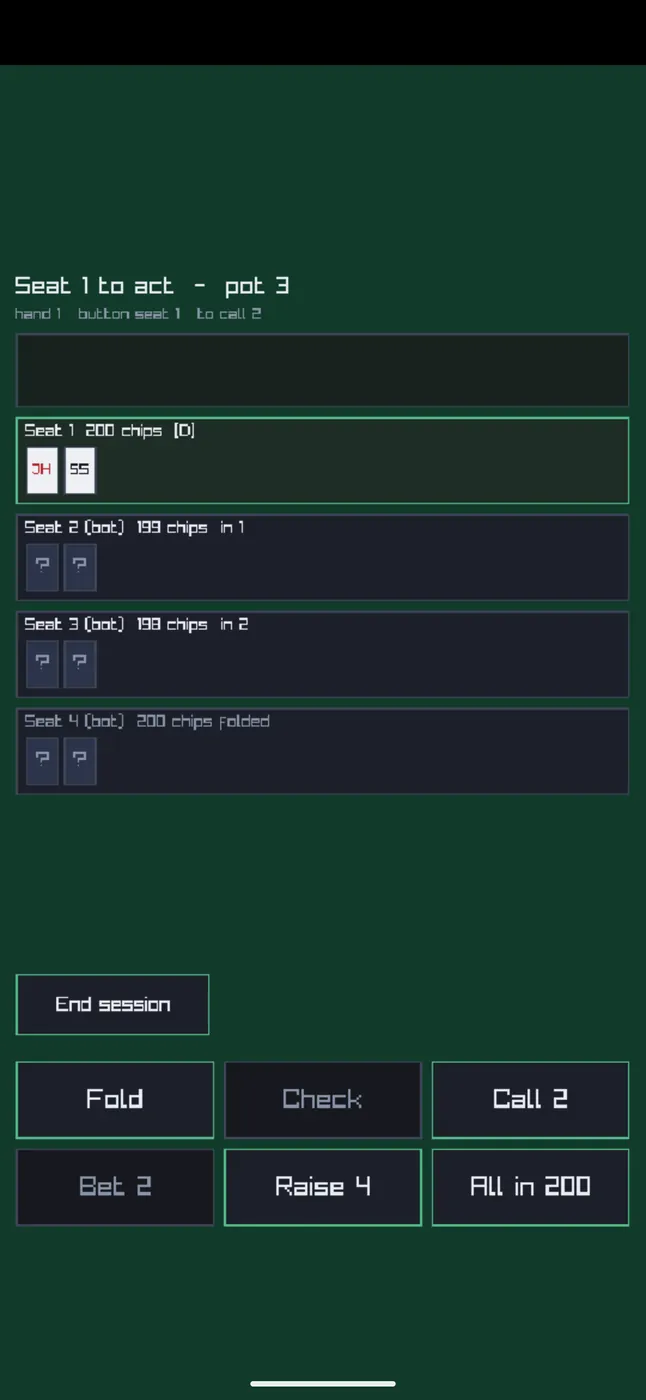 Seat 1 to act - pot 3
hand 1 button seat 1 to call 2
Seat 1 200 chips [D]
JH 5S
Seat 2 (bot) 199 chips in 1
? ?
Seat 3 (bot) 198 chips in 2
? ?
Seat 4 (bot) 200 chips folded
? ?
End session
Fold Check Call 2
Bet 2 Raise 4 All in 200